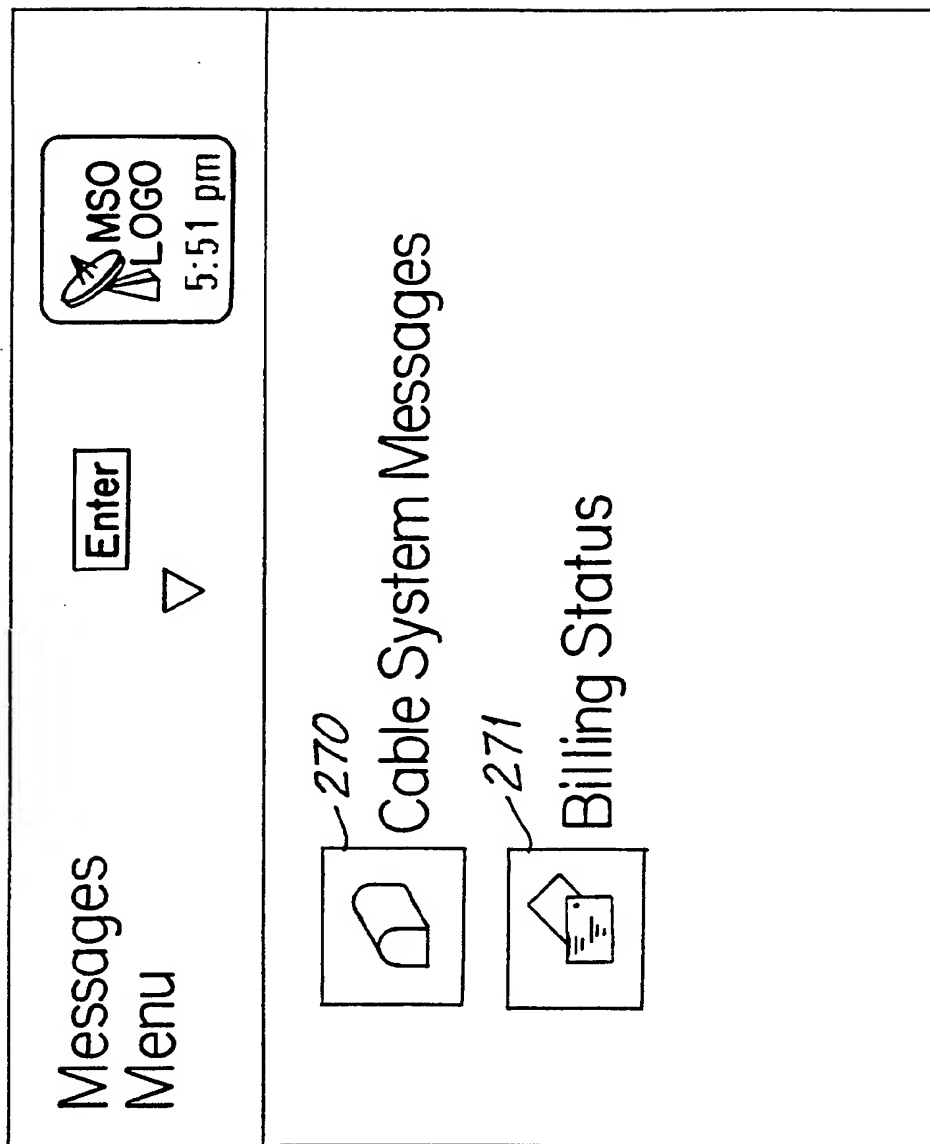 Messages
Menu
Enter
MSO
LOGO
5:51 pm
270
Cable System Messages
271
Billing Status